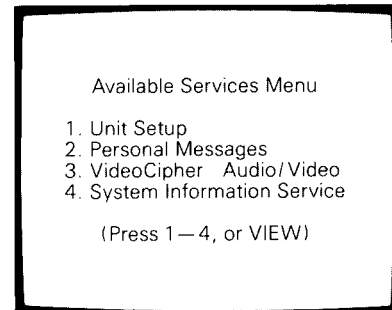 Available Services Menu
1. Unit Setup
2. Personal Messages
3. VideoCipher Audio/Video
4. System Information Service
(Press 1—4, or VIEW)